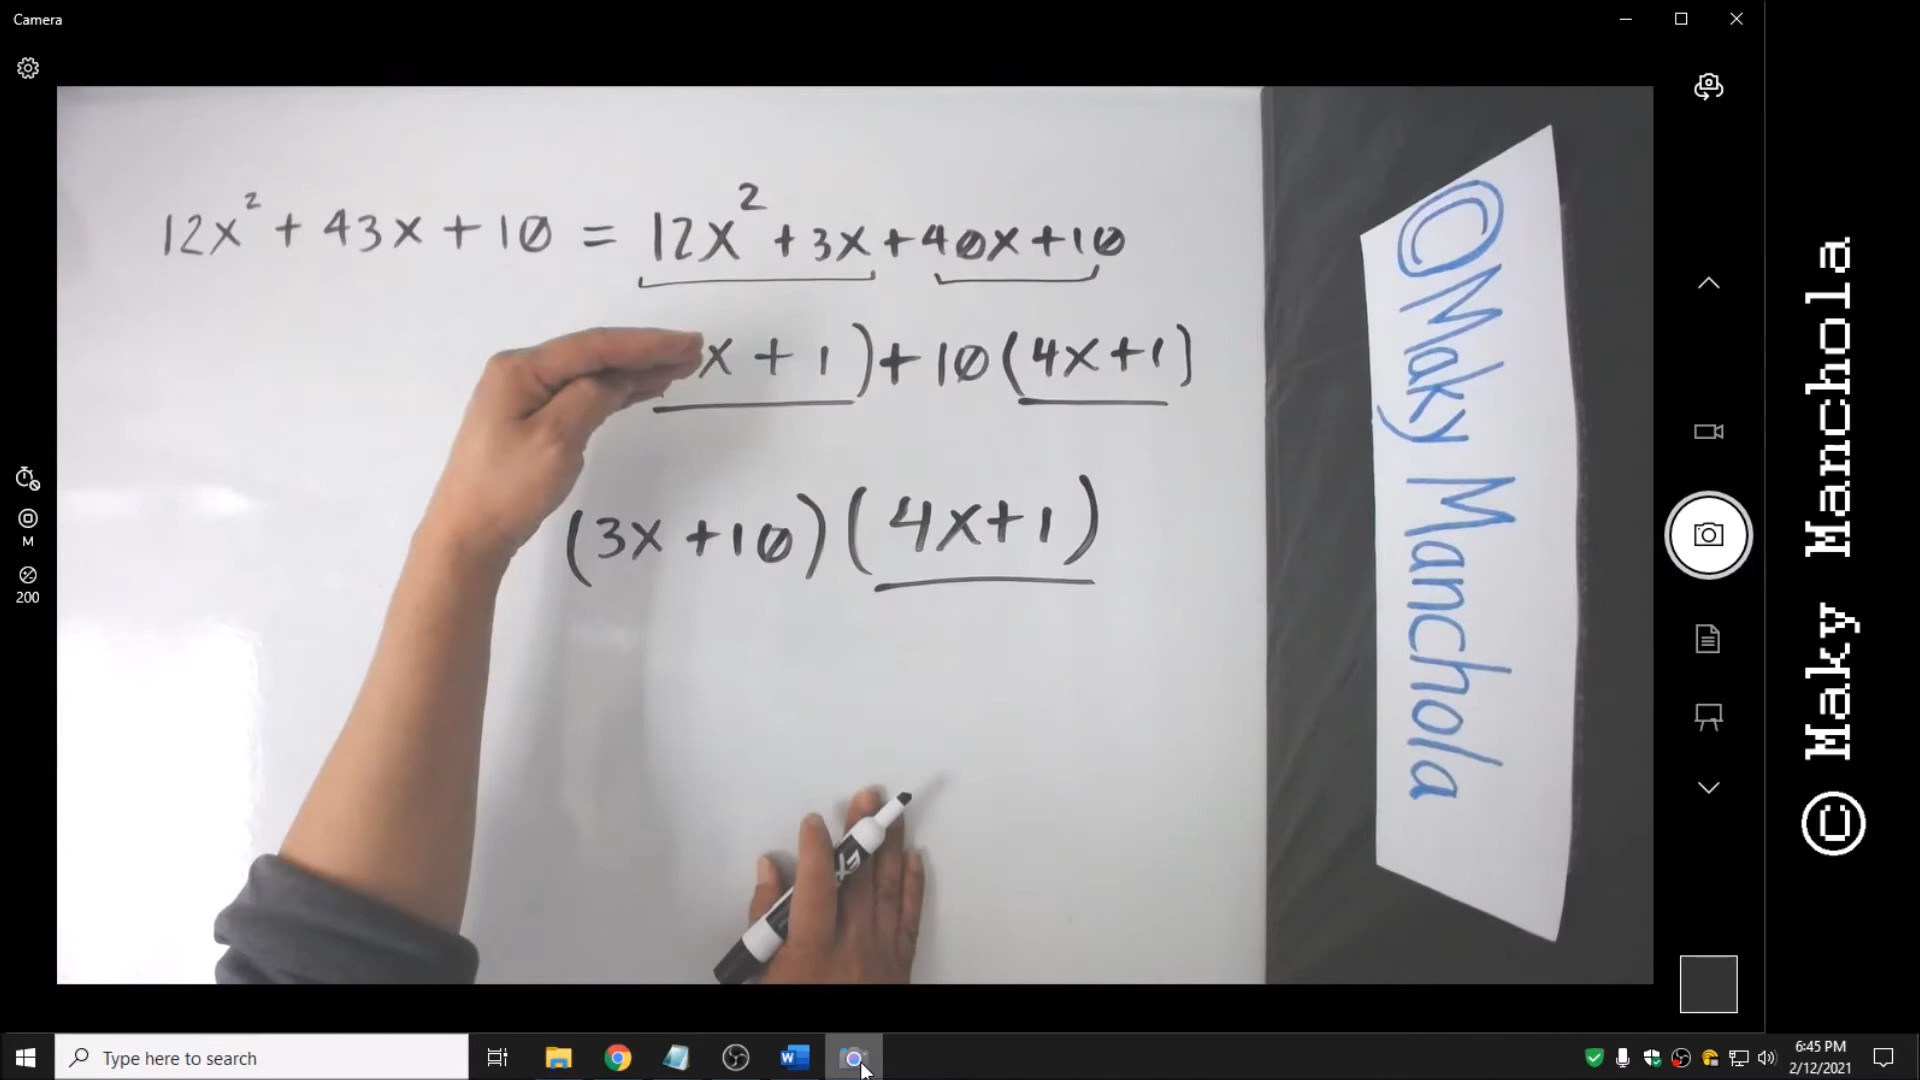 Camera
12x² + 43x + 10 = 12x² + 3x + 40x + 10
x + 1) + 10(4x+1)
(3x + 10)(4x+1)
© Maky Manchola
© Maky Manchola
M
200
EX
Type here to search
6:45 PM
2/12/2021